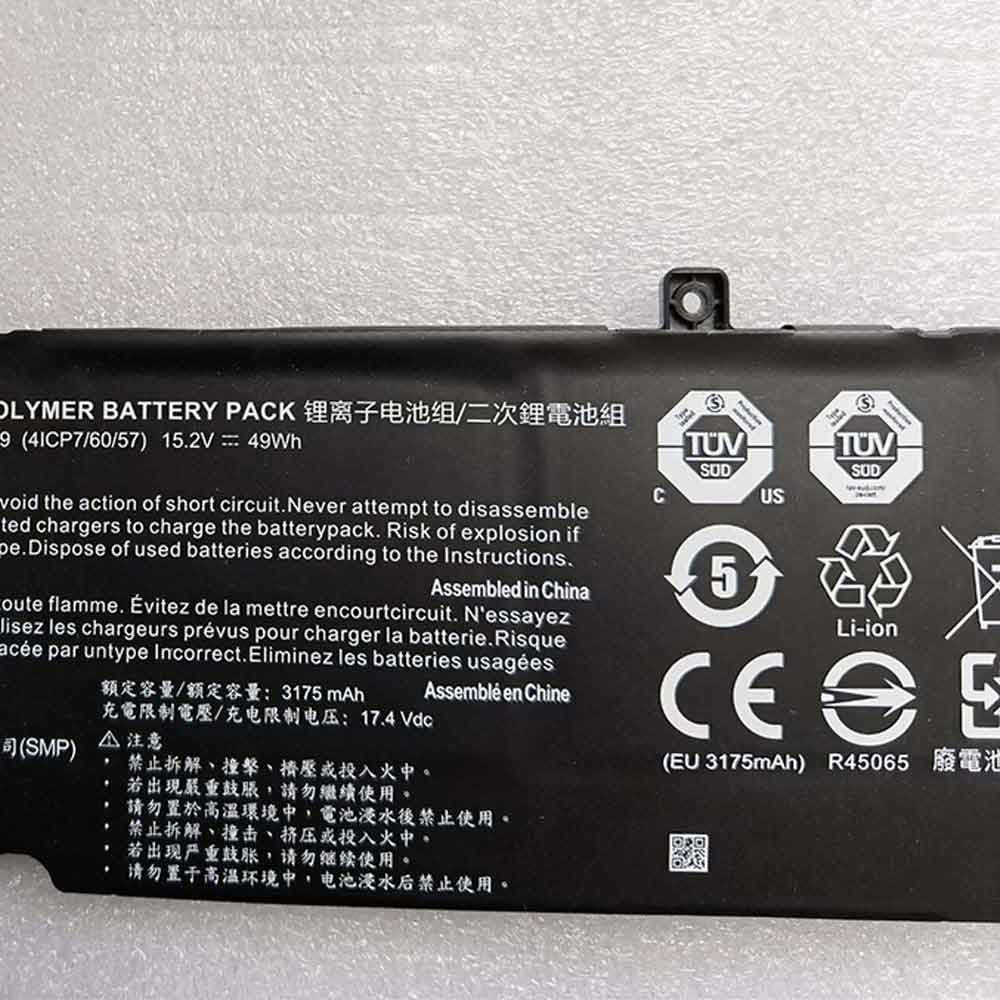 OLYMER BATTERY PACK 锂离子电池组/二次鋰電池組
9 (4ICP7/60/57) 15.2V ⎓ 49Wh
void the action of short circuit.Never attempt to disassemble
ted chargers to charge the batterypack. Risk of explosion if
pe.Dispose of used batteries according to the Instructions.
Assembled in China
toute flamme. Évitez de la mettre encourtcircuit. N'essayez
lisez les chargeurs prévus pour charger la batterie.Risque
lacée par untype Incorrect.Eliminez les batteries usagées
Assemblé en Chine
額定容量/额定容量: 3175 mAh
充電限制電壓/充电限制电压: 17.4 Vdc
司(SMP)
⚠ 注意
· 禁止拆解、撞擊、擠壓或投入火中。
· 若出現嚴重鼓脹，請勿繼續使用。
· 請勿置於高溫環境中，電池浸水後禁止使用。
· 禁止拆解、撞击、挤压或投入火中。
· 若出现严重鼓胀，请勿继续使用。
· 请勿置于高温环境中，电池浸水后禁止使用。
Type tested
Production monitored
TÜV
SÜD
C US
TÜV
SÜD
5
Li-ion
CE
(EU 3175mAh)
R45065
廢電池